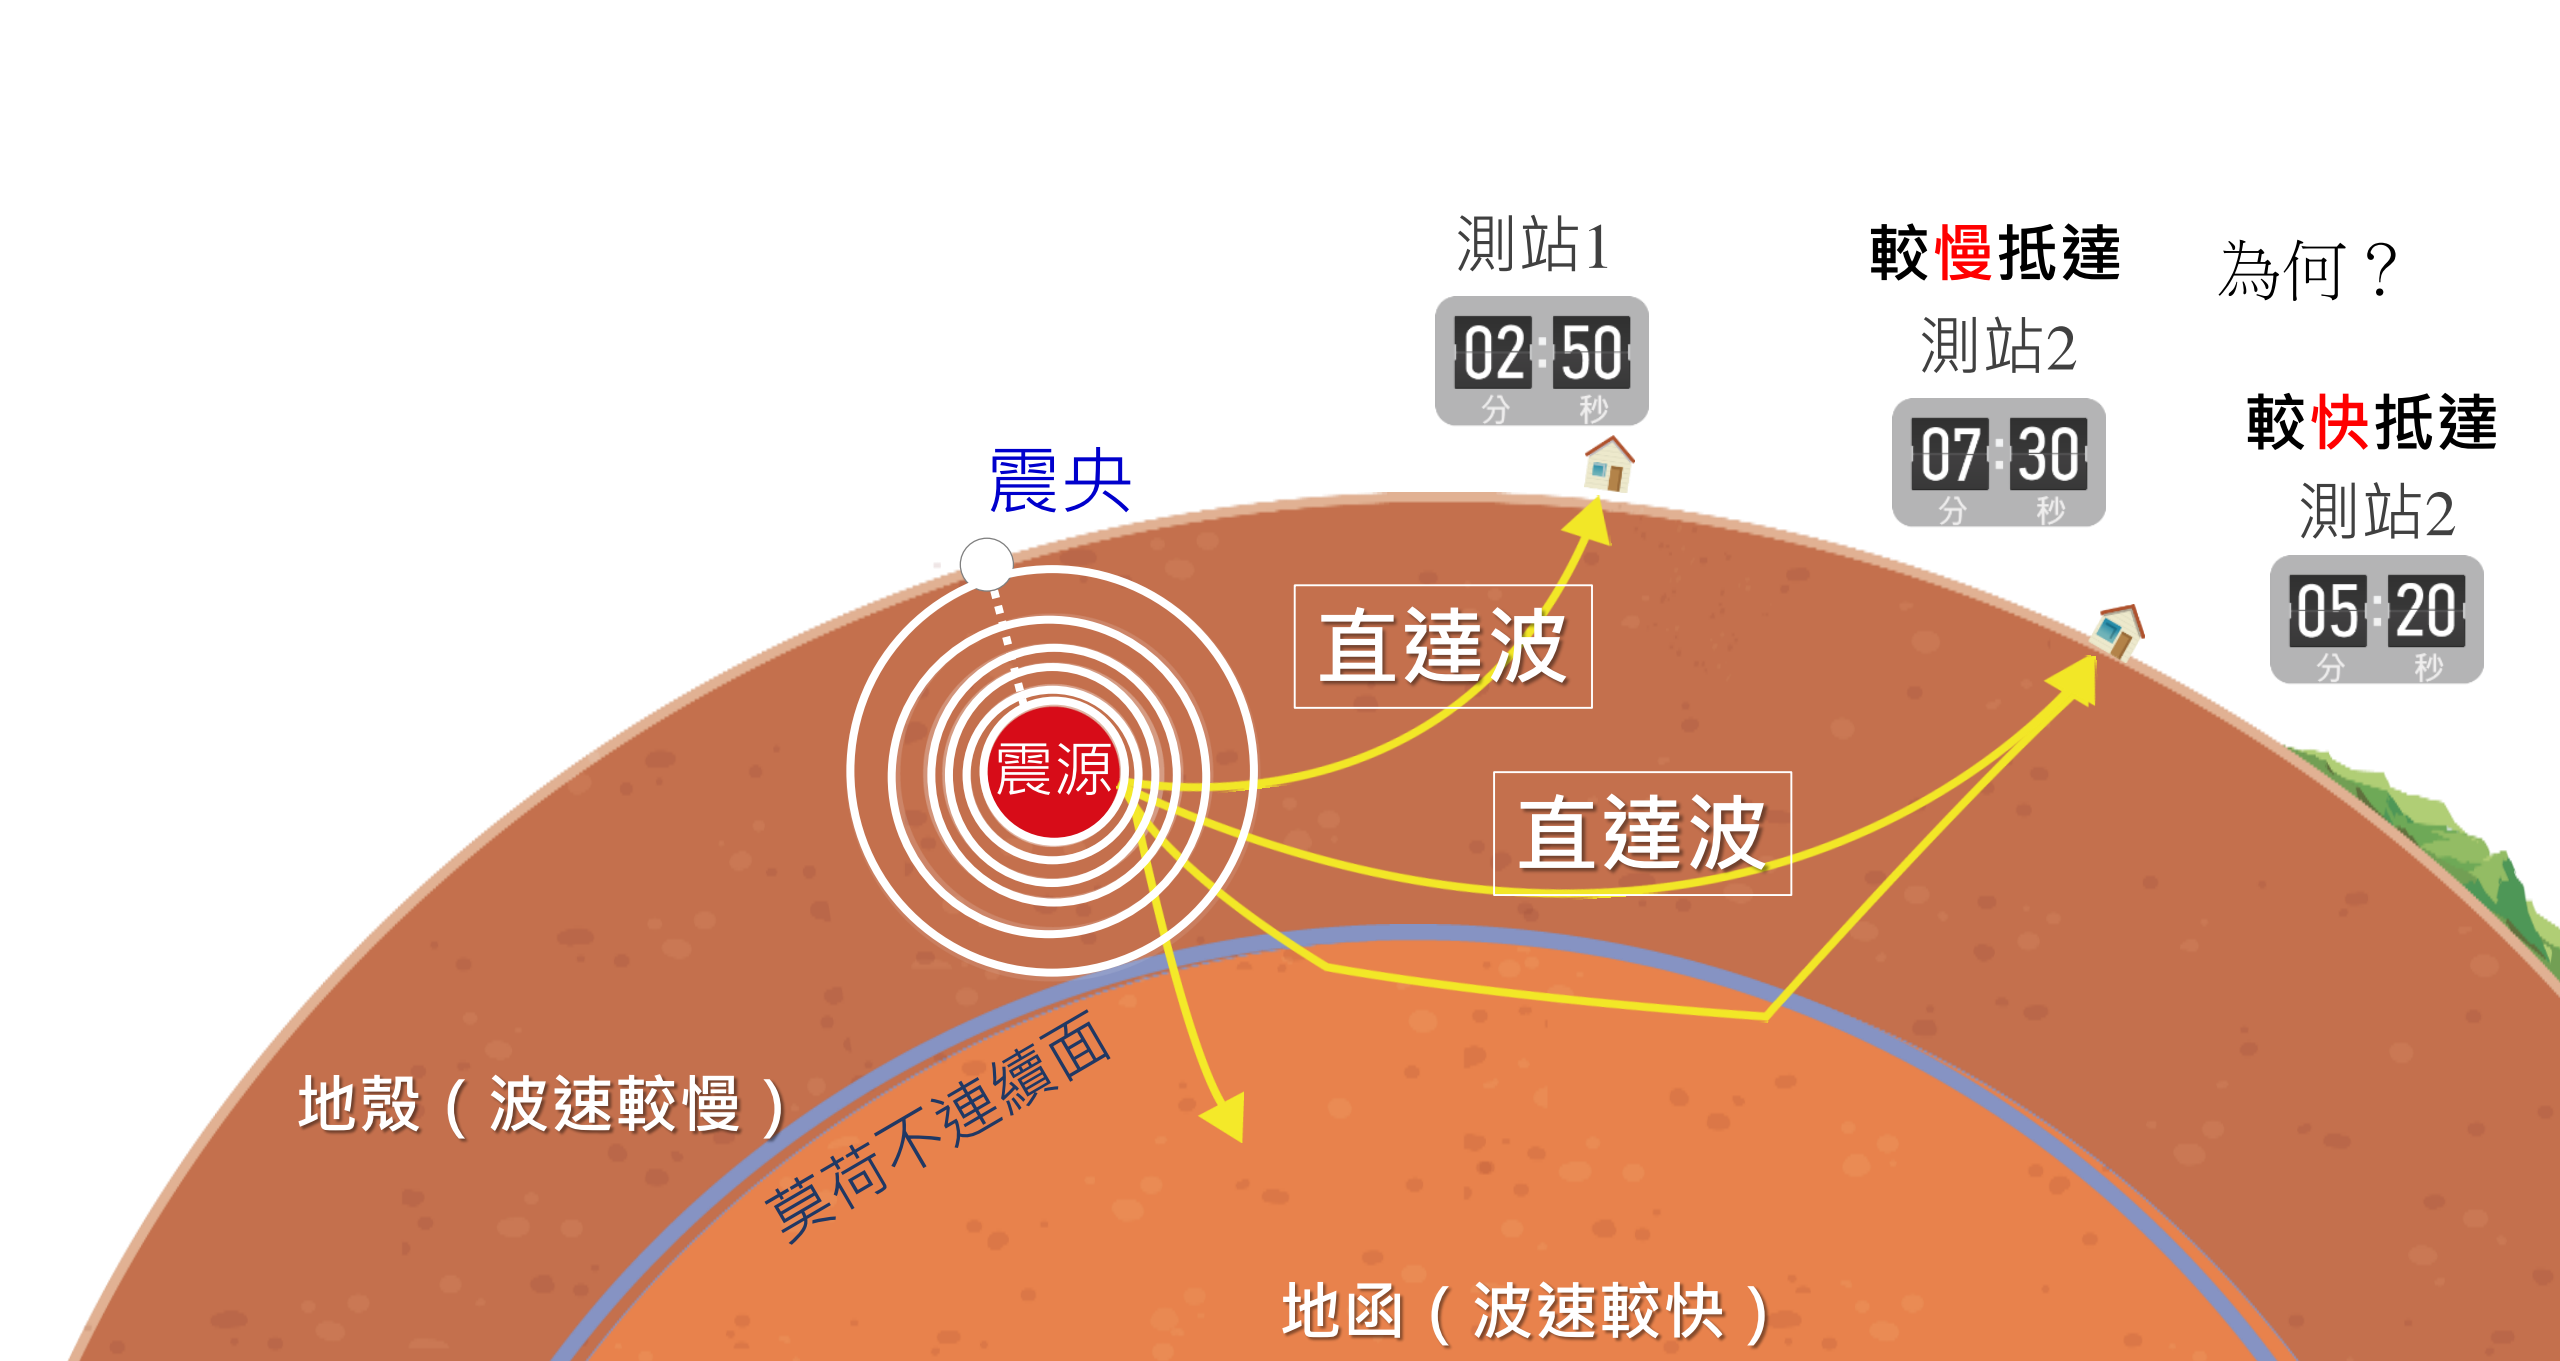 測站1
02:50
分 秒
較慢抵達
測站2
07:30
分 秒
為何？
較快抵達
測站2
05:20
分 秒
震央
直達波
震源
直達波
莫荷不連續面
地殼（波速較慢）
地函（波速較快）